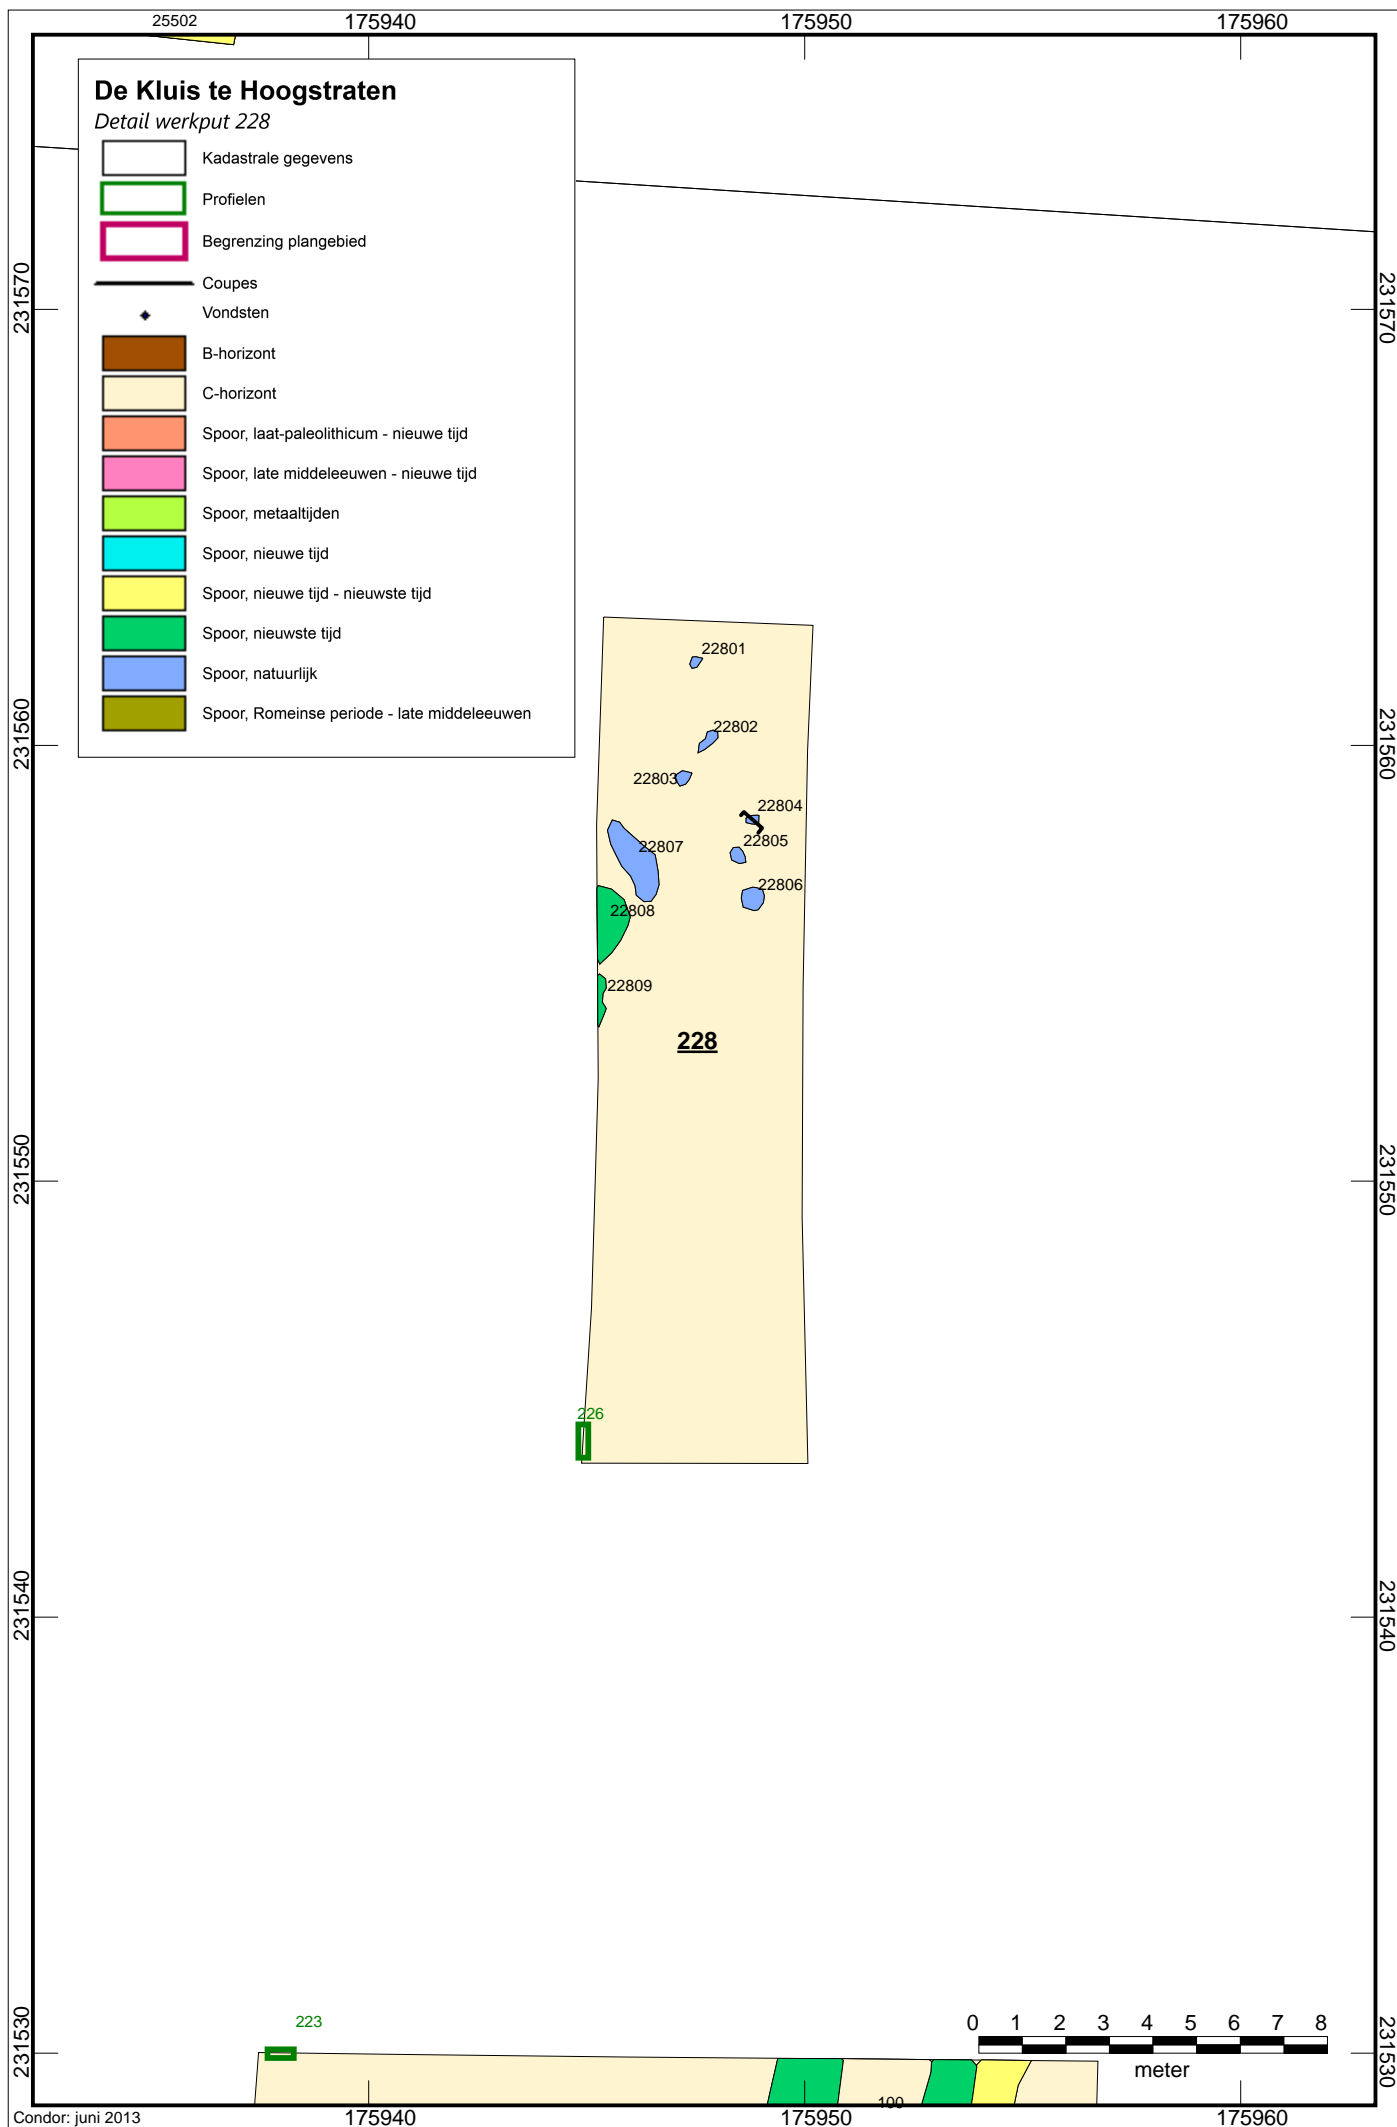 25502
175940
175950
175960
De Kluis te Hoogstraten
Detail werkput 228
Kadastrale gegevens
Profielen
Begrenzing plangebied
Coupes
Vondsten
B-horizont
C-horizont
Spoor, laat-paleolithicum - nieuwe tijd
Spoor, late middeleeuwen - nieuwe tijd
Spoor, metaaltijden
Spoor, nieuwe tijd
Spoor, nieuwe tijd - nieuwste tijd
Spoor, nieuwste tijd
Spoor, natuurlijk
Spoor, Romeinse periode - late middeleeuwen
231570
231570
231560
231560
22801
22802
22803
22804
22805
22807
22806
22808
22809
228
231550
231550
226
231540
231540
223
231530
231530
0 1 2 3 4 5 6 7 8
meter
100
Condor: juni 2013
175940
175950
175960